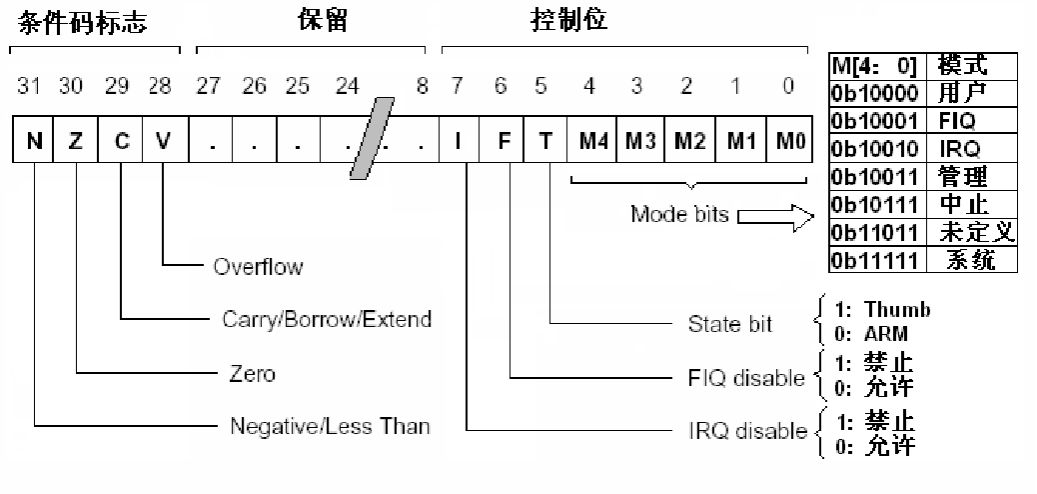 条件码标志 保留 控制位
31 30 29 28 27 26 25 24 8 7 6 5 4 3 2 1 0
N Z C V . . . . . . I F T M4 M3 M2 M1 M0
M[4: 0] 模式
0b10000 用户
0b10001 FIQ
0b10010 IRQ
0b10011 管理
0b10111 中止
0b11011 未定义
0b11111 系统
Mode bits
Overflow
Carry/Borrow/Extend
Zero
Negative/Less Than
State bit
1: Thumb
0: ARM
FIQ disable
1: 禁止
0: 允许
IRQ disable
1: 禁止
0: 允许